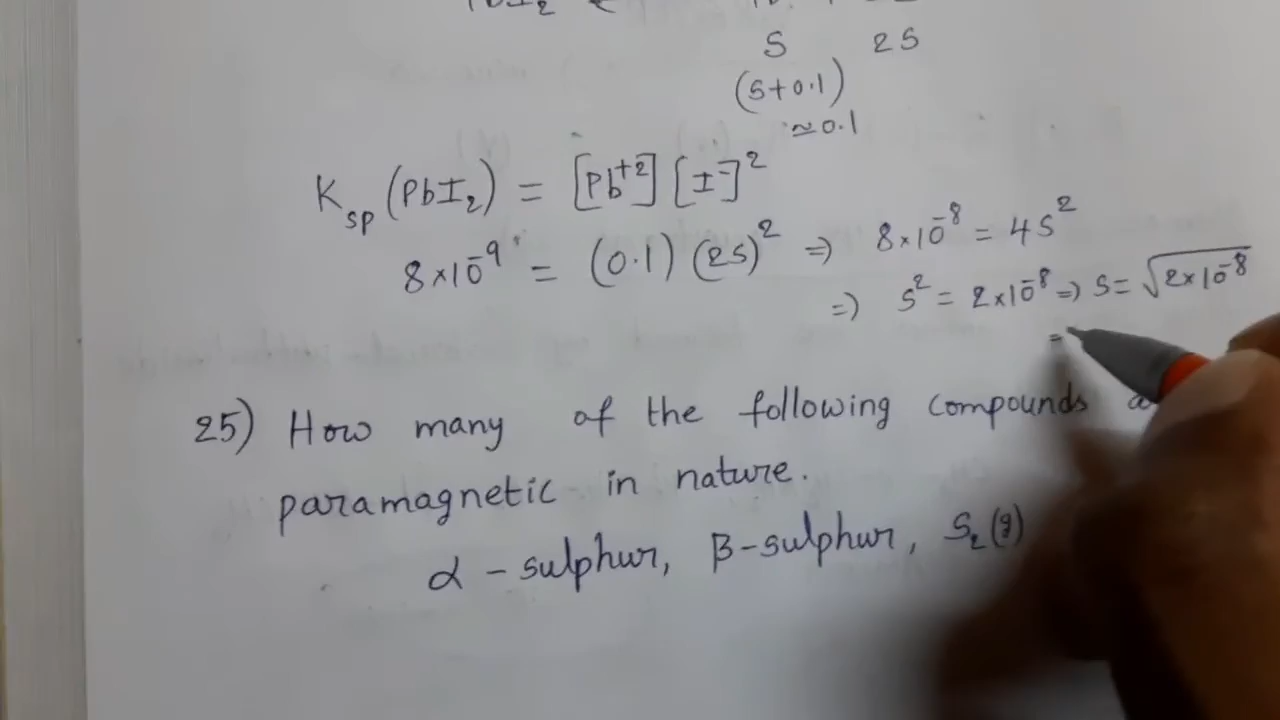 S 2S
(S+0.1)
≃0.1
Ksp (PbI₂) = [Pb⁺²] [I⁻]²
8×10⁻⁹ = (0.1) (2S)² ⇒ 8×10⁻⁸ = 4S²
⇒ S² = 2×10⁻⁸ ⇒ S = √2×10⁻⁸
=
25) How many of the following compounds
paramagnetic in nature.
α - sulphur, β-sulphur, S₂(g)